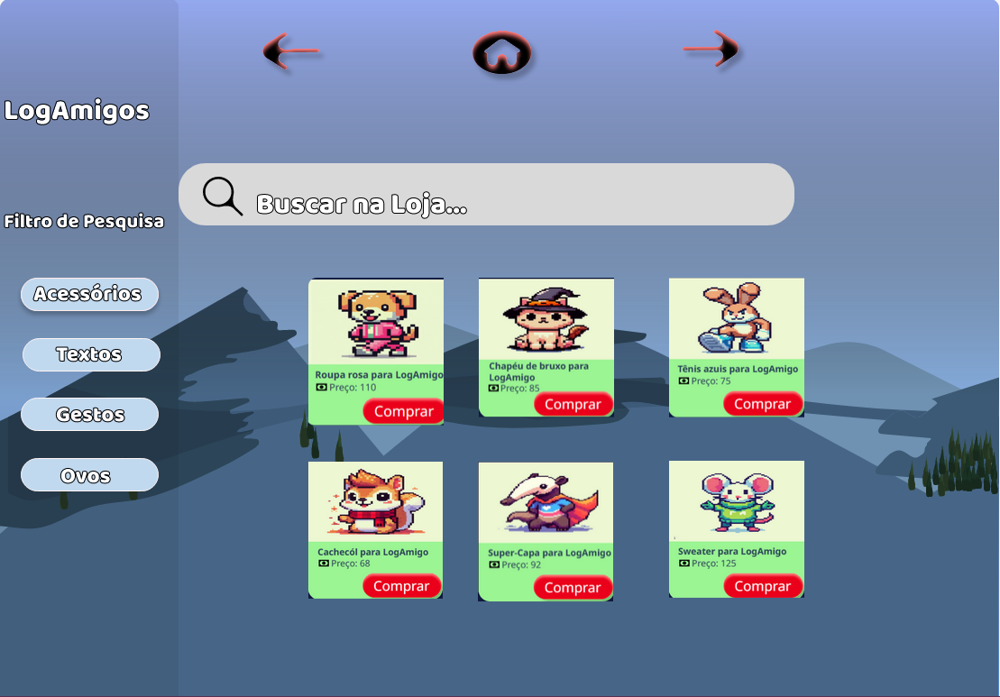 LogAmigos
Buscar na Loja...
Filtro de Pesquisa
Acessórios
Textos
Gestos
Ovos
Roupa rosa para LogAmigo
Preço: 110
Comprar
Chapéu de bruxo para
LogAmigo
Preço: 85
Comprar
Tênis azuis para LogAmigo
Preço: 75
Comprar
Cachecól para LogAmigo
Preço: 68
Comprar
Super-Capa para LogAmigo
Preço: 92
Comprar
Sweater para LogAmigo
Preço: 125
Comprar